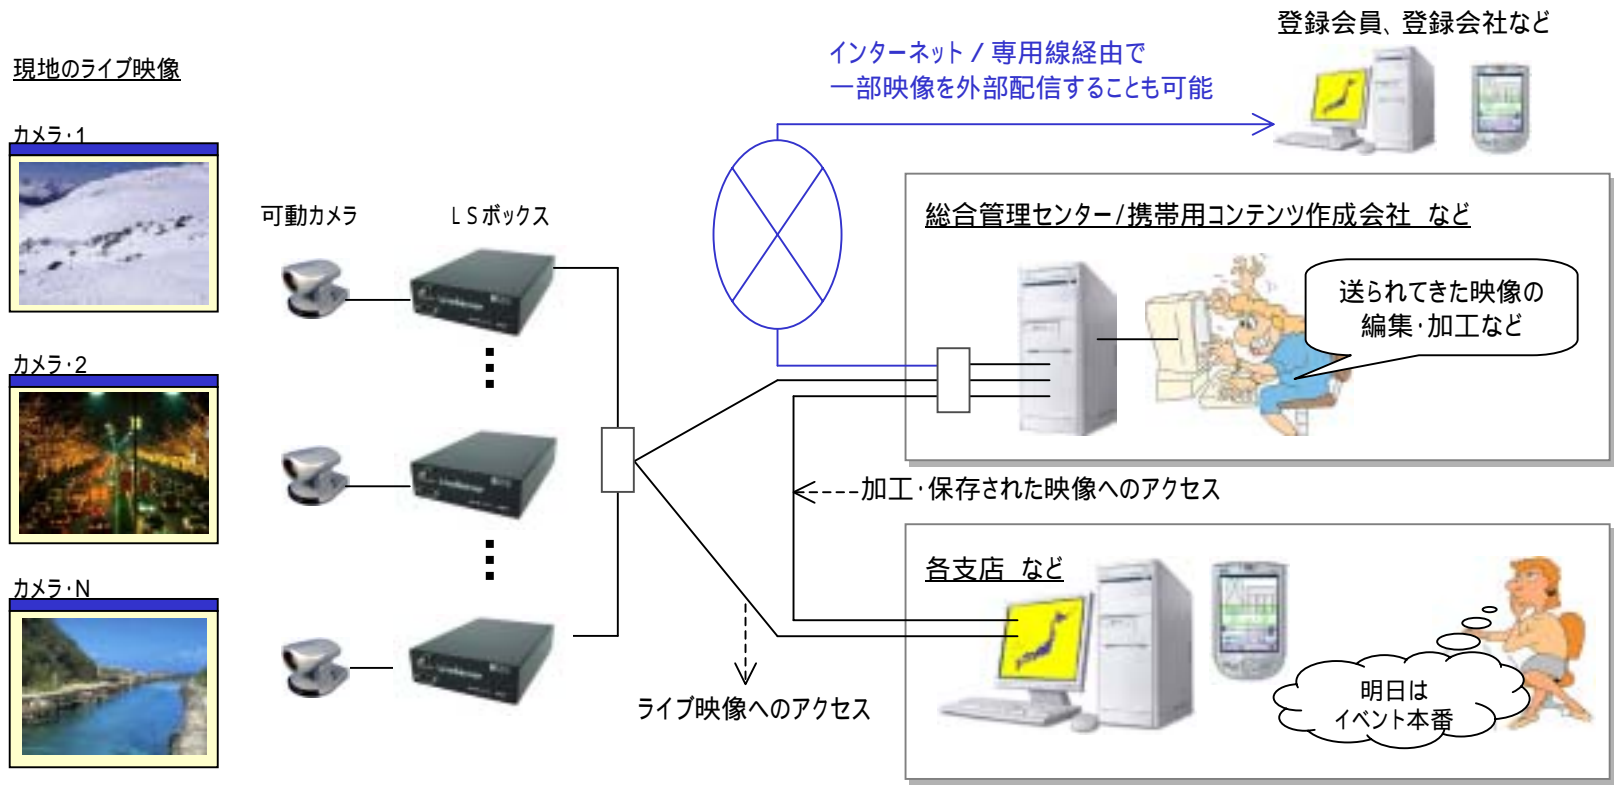 登録会員、登録会社など
インターネット / 専用線経由で
一部映像を外部配信することも可能
現地のライブ映像
カメラ・1
可動カメラ
LSボックス
総合管理センター/携帯用コンテンツ作成会社 など
送られてきた映像の
編集・加工など
カメラ・2
加工・保存された映像へのアクセス
各支店 など
カメラ・N
ライブ映像へのアクセス
明日は
イベント本番